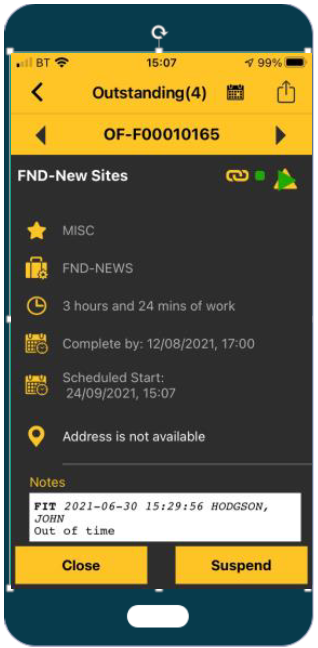 BT 15:07 99%
Outstanding(4)
OF-F00010165
FND-New Sites
MISC
FND-NEWS
3 hours and 24 mins of work
Complete by: 12/08/2021, 17:00
Scheduled Start:
24/09/2021, 15:07
Address is not available
Notes
FIT 2021-06-30 15:29:56 HODGSON,
JOHN
Out of time
Close Suspend